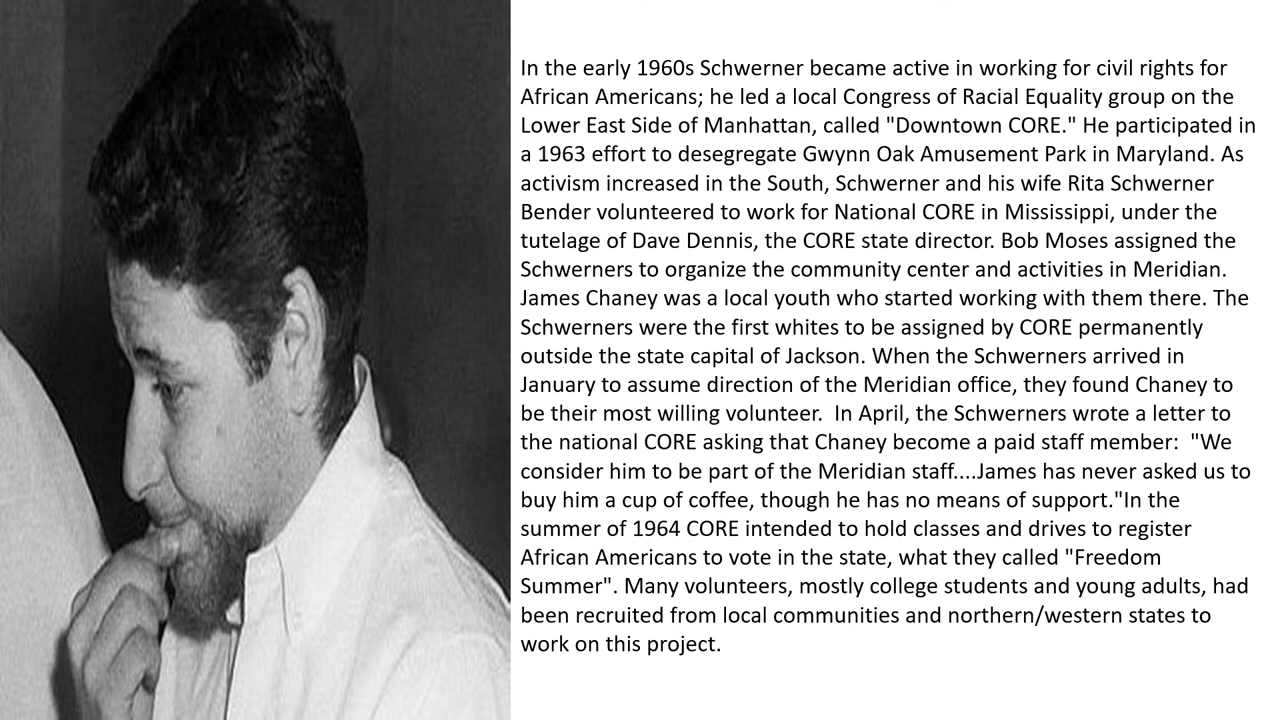 In the early 1960s Schwerner became active in working for civil rights for
African Americans; he led a local Congress of Racial Equality group on the
Lower East Side of Manhattan, called "Downtown CORE." He participated in
a 1963 effort to desegregate Gwynn Oak Amusement Park in Maryland. As
activism increased in the South, Schwerner and his wife Rita Schwerner
Bender volunteered to work for National CORE in Mississippi, under the
tutelage of Dave Dennis, the CORE state director. Bob Moses assigned the
Schwerners to organize the community center and activities in Meridian.
James Chaney was a local youth who started working with them there. The
Schwerners were the first whites to be assigned by CORE permanently
outside the state capital of Jackson. When the Schwerners arrived in
January to assume direction of the Meridian office, they found Chaney to
be their most willing volunteer.  In April, the Schwerners wrote a letter to
the national CORE asking that Chaney become a paid staff member:  "We
consider him to be part of the Meridian staff....James has never asked us to
buy him a cup of coffee, though he has no means of support."In the
summer of 1964 CORE intended to hold classes and drives to register
African Americans to vote in the state, what they called "Freedom
Summer". Many volunteers, mostly college students and young adults, had
been recruited from local communities and northern/western states to
work on this project.